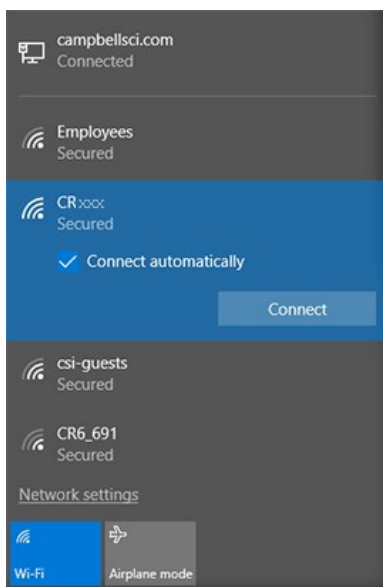 campbellsci.com
Connected
Employees
Secured
CRxxx
Secured
Connect automatically
Connect
csi-guests
Secured
CR6_691
Secured
Network settings
Wi-Fi
Airplane mode